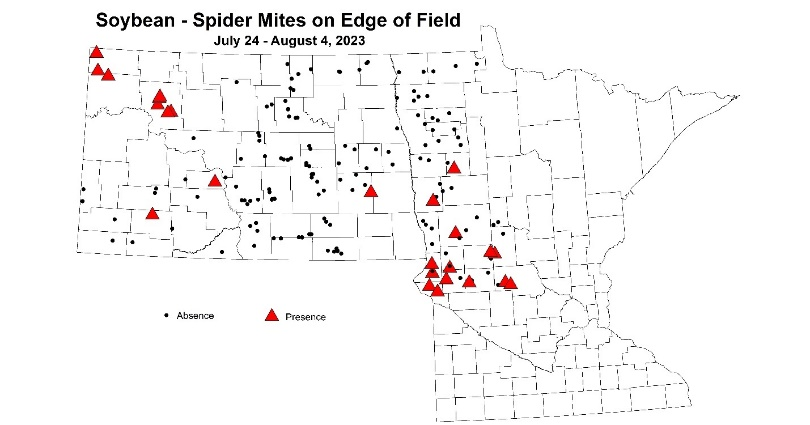 Soybean - Spider Mites on Edge of Field
July 24 - August 4, 2023
Absence
Presence